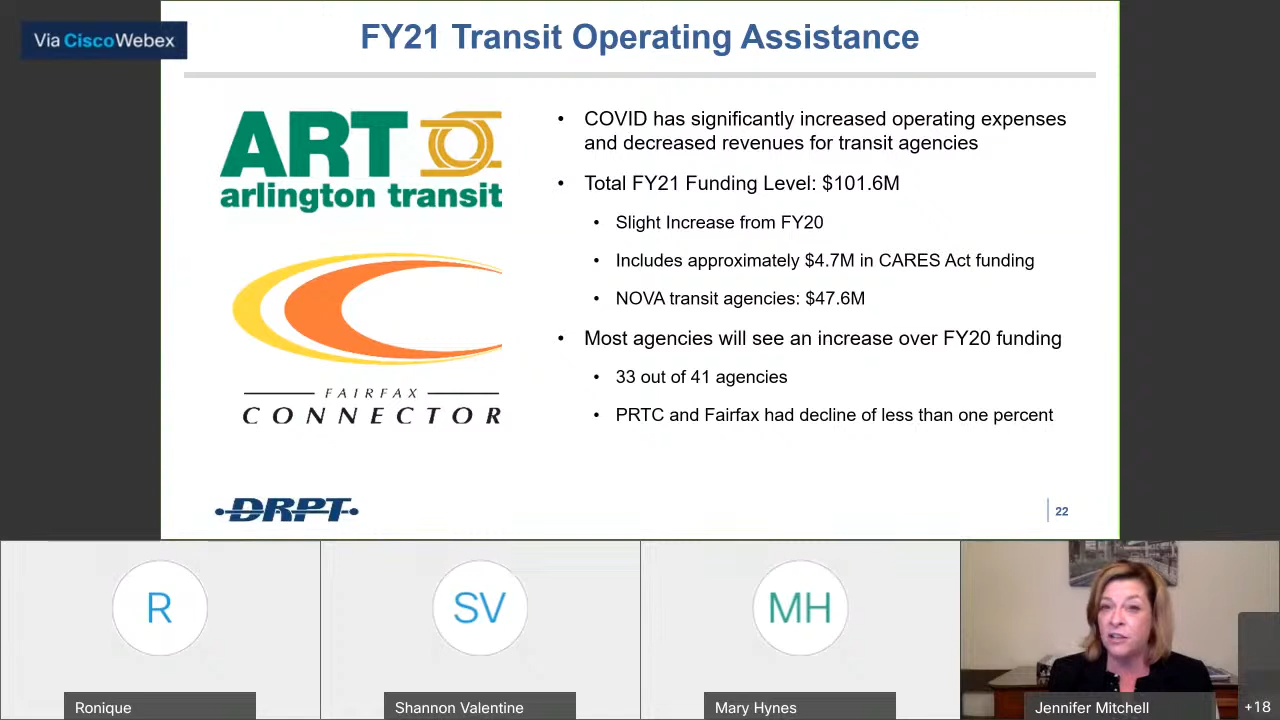 Via CiscoWebex
FY21 Transit Operating Assistance
ART
arlington transit
FAIRFAX
CONNECTOR
• COVID has significantly increased operating expenses
and decreased revenues for transit agencies
• Total FY21 Funding Level: $101.6M
• Slight Increase from FY20
• Includes approximately $4.7M in CARES Act funding
• NOVA transit agencies: $47.6M
• Most agencies will see an increase over FY20 funding
• 33 out of 41 agencies
• PRTC and Fairfax had decline of less than one percent
DRPT
22
R
SV
MH
Ronique
Shannon Valentine
Mary Hynes
Jennifer Mitchell
+18